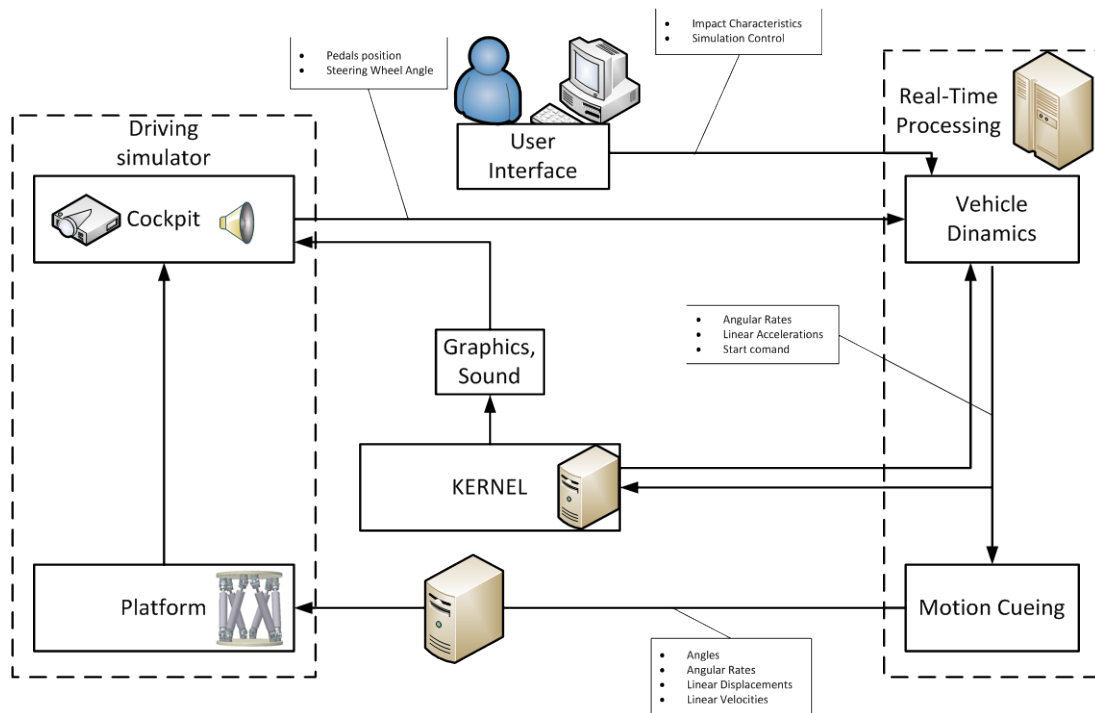 Pedals position
Steering Wheel Angle
Impact Characteristics
Simulation Control
Driving
simulator
Cockpit
User
Interface
Real-Time
Processing
Vehicle
Dinamics
Angular Rates
Linear Accelerations
Start comand
Graphics,
Sound
KERNEL
Platform
Motion Cueing
Angles
Angular Rates
Linear Displacements
Linear Velocities